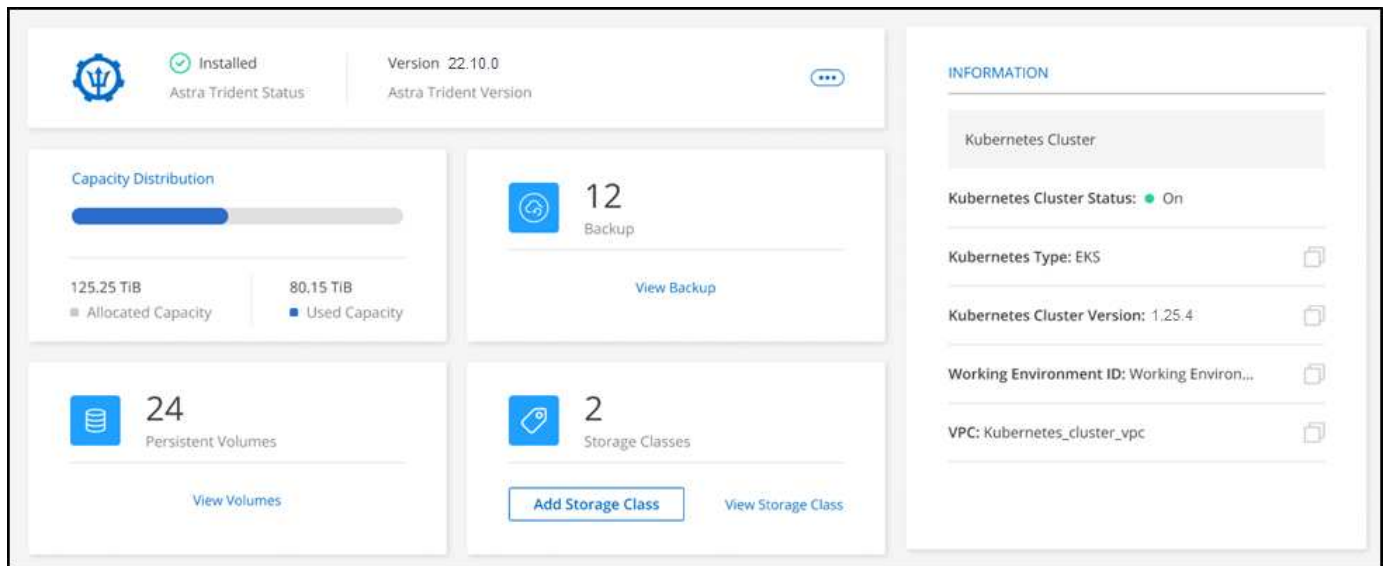 Installed
Astra Trident Status
Version 22.10.0
Astra Trident Version
Capacity Distribution
125.25 TiB
Allocated Capacity
80.15 TiB
Used Capacity
12
Backup
View Backup
24
Persistent Volumes
View Volumes
2
Storage Classes
Add Storage Class
View Storage Class
INFORMATION
Kubernetes Cluster
Kubernetes Cluster Status: On
Kubernetes Type: EKS
Kubernetes Cluster Version: 1.25.4
Working Environment ID: Working Environ...
VPC: Kubernetes_cluster_vpc